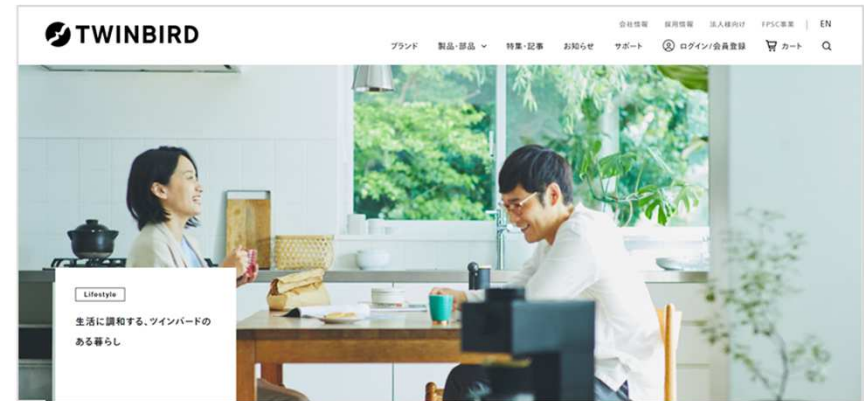 TWINBIRD
会社情報 採用情報 法人様向け FPSC事業 | EN
ブランド 製品・部品 特集・記事 お知らせ サポート ログイン/会員登録 カート
Lifestyle
生活に調和する、ツインバードの
ある暮らし